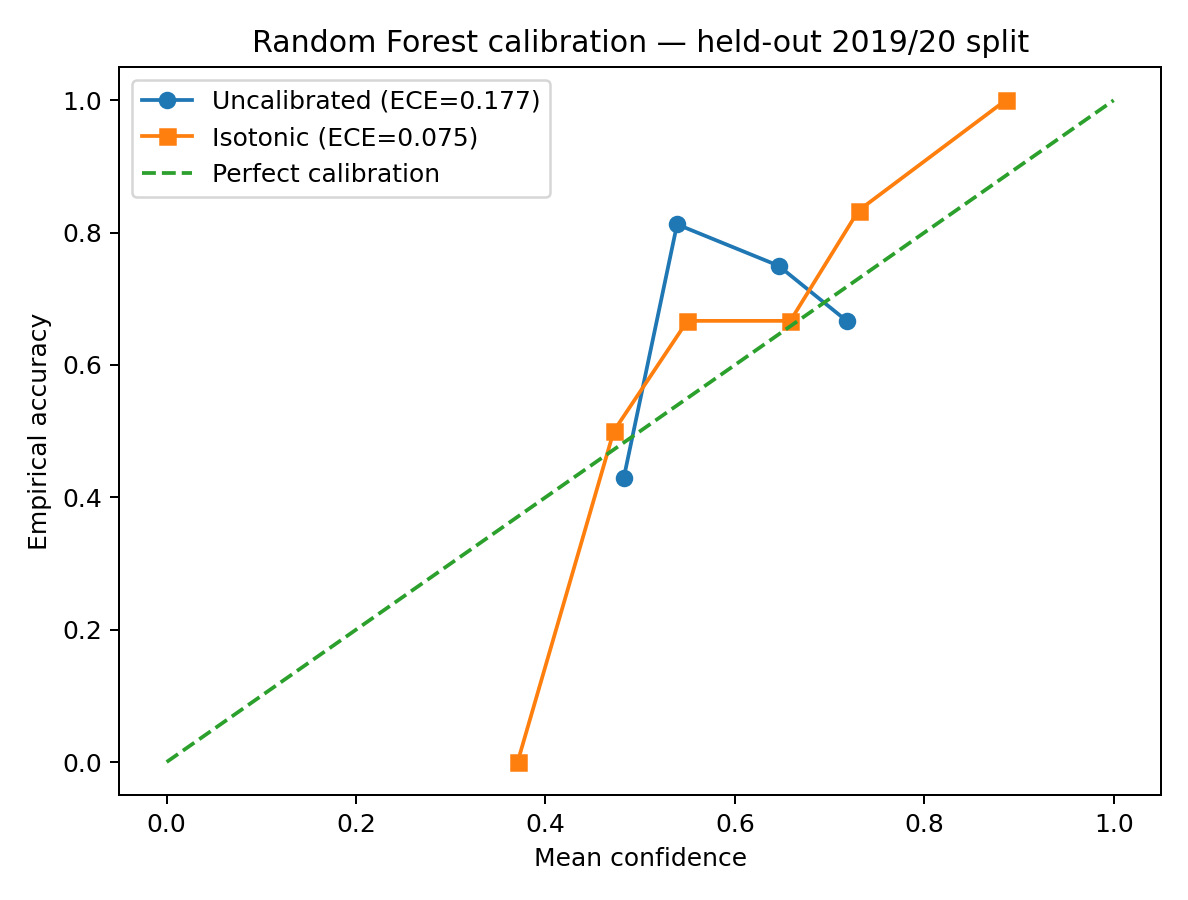 Random Forest calibration — held-out 2019/20 split
Uncalibrated (ECE=0.177)
Isotonic (ECE=0.075)
Perfect calibration
Empirical accuracy
1.0
0.8
0.6
0.4
0.2
0.0
0.0 0.2 0.4 0.6 0.8 1.0
Mean confidence